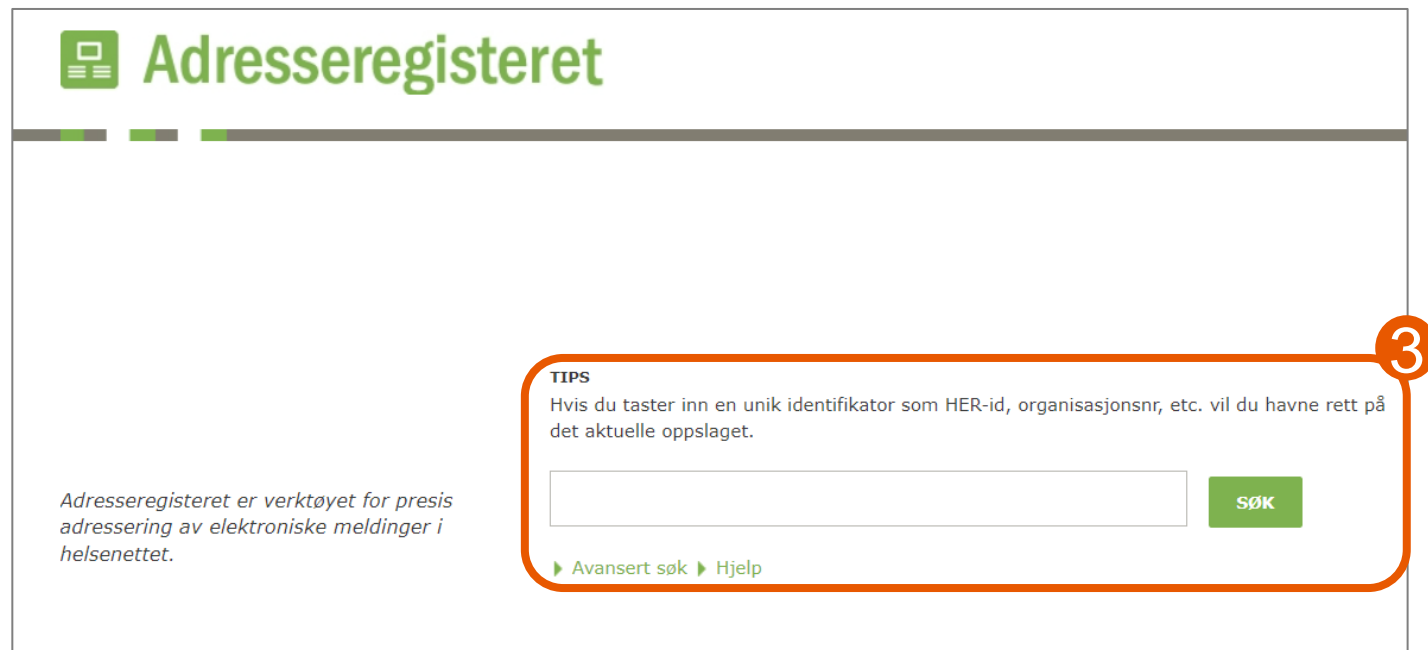 Adresseregisteret
3
TIPS
Hvis du taster inn en unik identifikator som HER-id, organisasjonsnr, etc. vil du havne rett på
det aktuelle oppslaget.
Adresseregisteret er verktøyet for presis
adressering av elektroniske meldinger i
helsenettet.
SØK
Avansert søk Hjelp